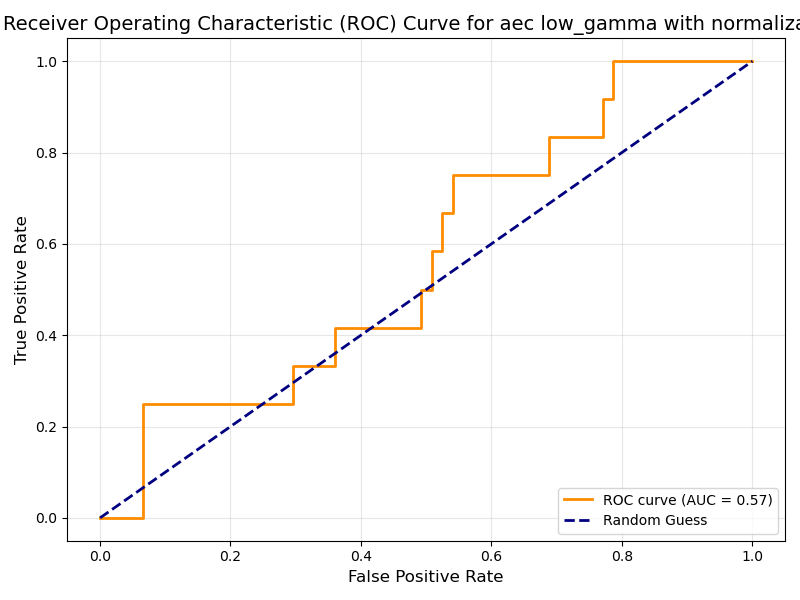 Receiver Operating Characteristic (ROC) Curve for aec low_gamma with normaliza
1.0
0.8
0.6
0.4
0.2
0.0
True Positive Rate
0.0 0.2 0.4 0.6 0.8 1.0
False Positive Rate
ROC curve (AUC = 0.57)
Random Guess